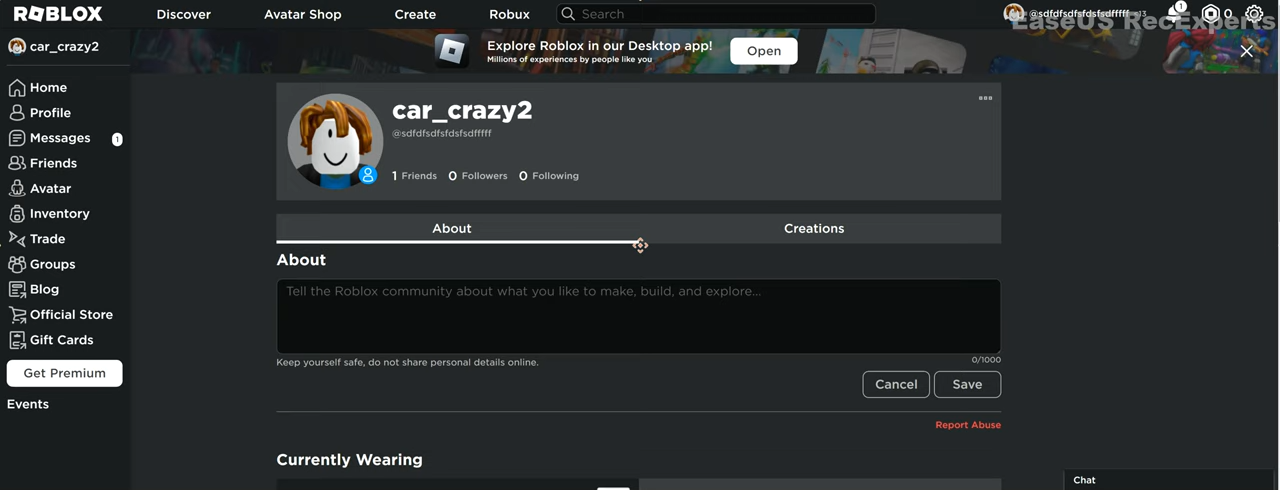 ROBLOX Discover Avatar Shop Create Robux Search 1 0
car_crazy2
Explore Roblox in our Desktop app!
Millions of experiences by people like you
Open
EaseUS RecExperts
Home
Profile
Messages 1
Friends
Avatar
Inventory
Trade
Groups
Blog
Official Store
Gift Cards
Get Premium
Events
car_crazy2
@sdfdfsdfsfdsfsdfffff
1 Friends 0 Followers 0 Following
About Creations
About
Tell the Roblox community about what you like to make, build, and explore...
Keep yourself safe, do not share personal details online. 0/1000
Cancel Save
Report Abuse
Currently Wearing
Chat